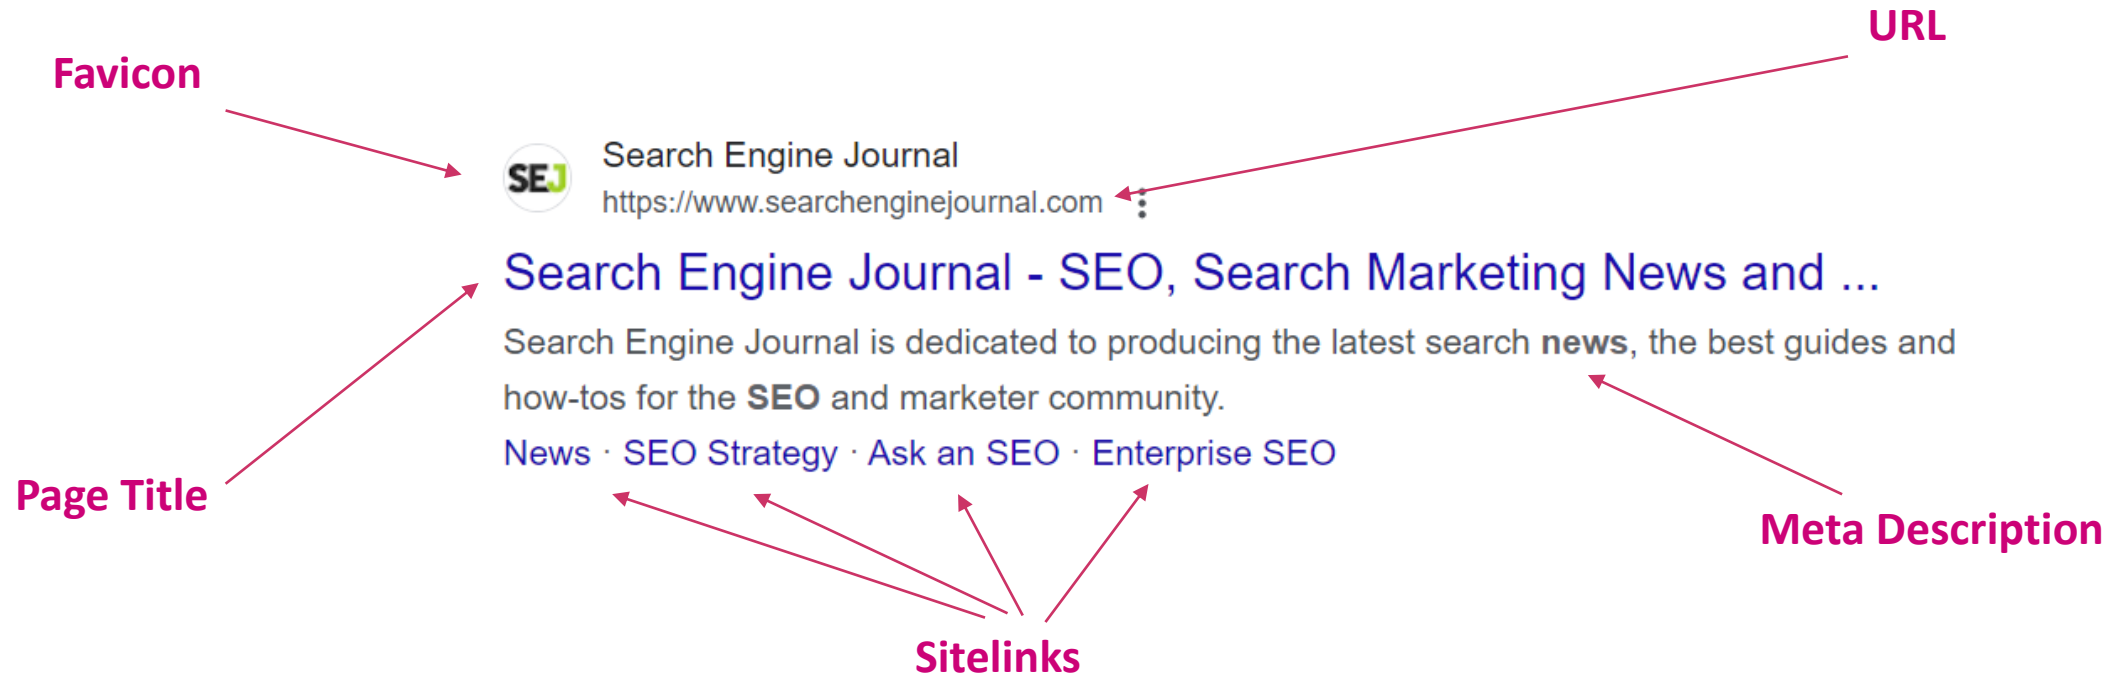 URL
Favicon
Search Engine Journal
SEJ
https://www.searchenginejournal.com
Search Engine Journal - SEO, Search Marketing News and ...
Search Engine Journal is dedicated to producing the latest search news, the best guides and
how-tos for the SEO and marketer community.
News · SEO Strategy · Ask an SEO · Enterprise SEO
Page Title
Meta Description
Sitelinks